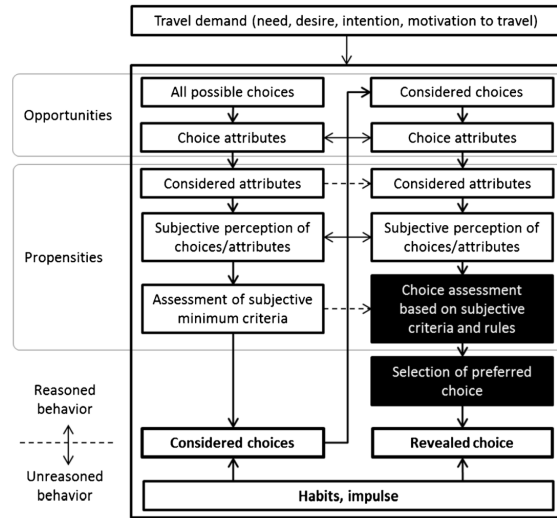 Travel demand (need, desire, intention, motivation to travel)
Opportunities
All possible choices
Considered choices
Choice attributes
Choice attributes
Propensities
Considered attributes
Considered attributes
Subjective perception of
choices/attributes
Subjective perception of
choices/attributes
Assessment of subjective
minimum criteria
Choice assessment
based on subjective
criteria and rules
Selection of preferred
choice
Reasoned
behavior
Considered choices
Revealed choice
Unreasoned
behavior
Habits, impulse